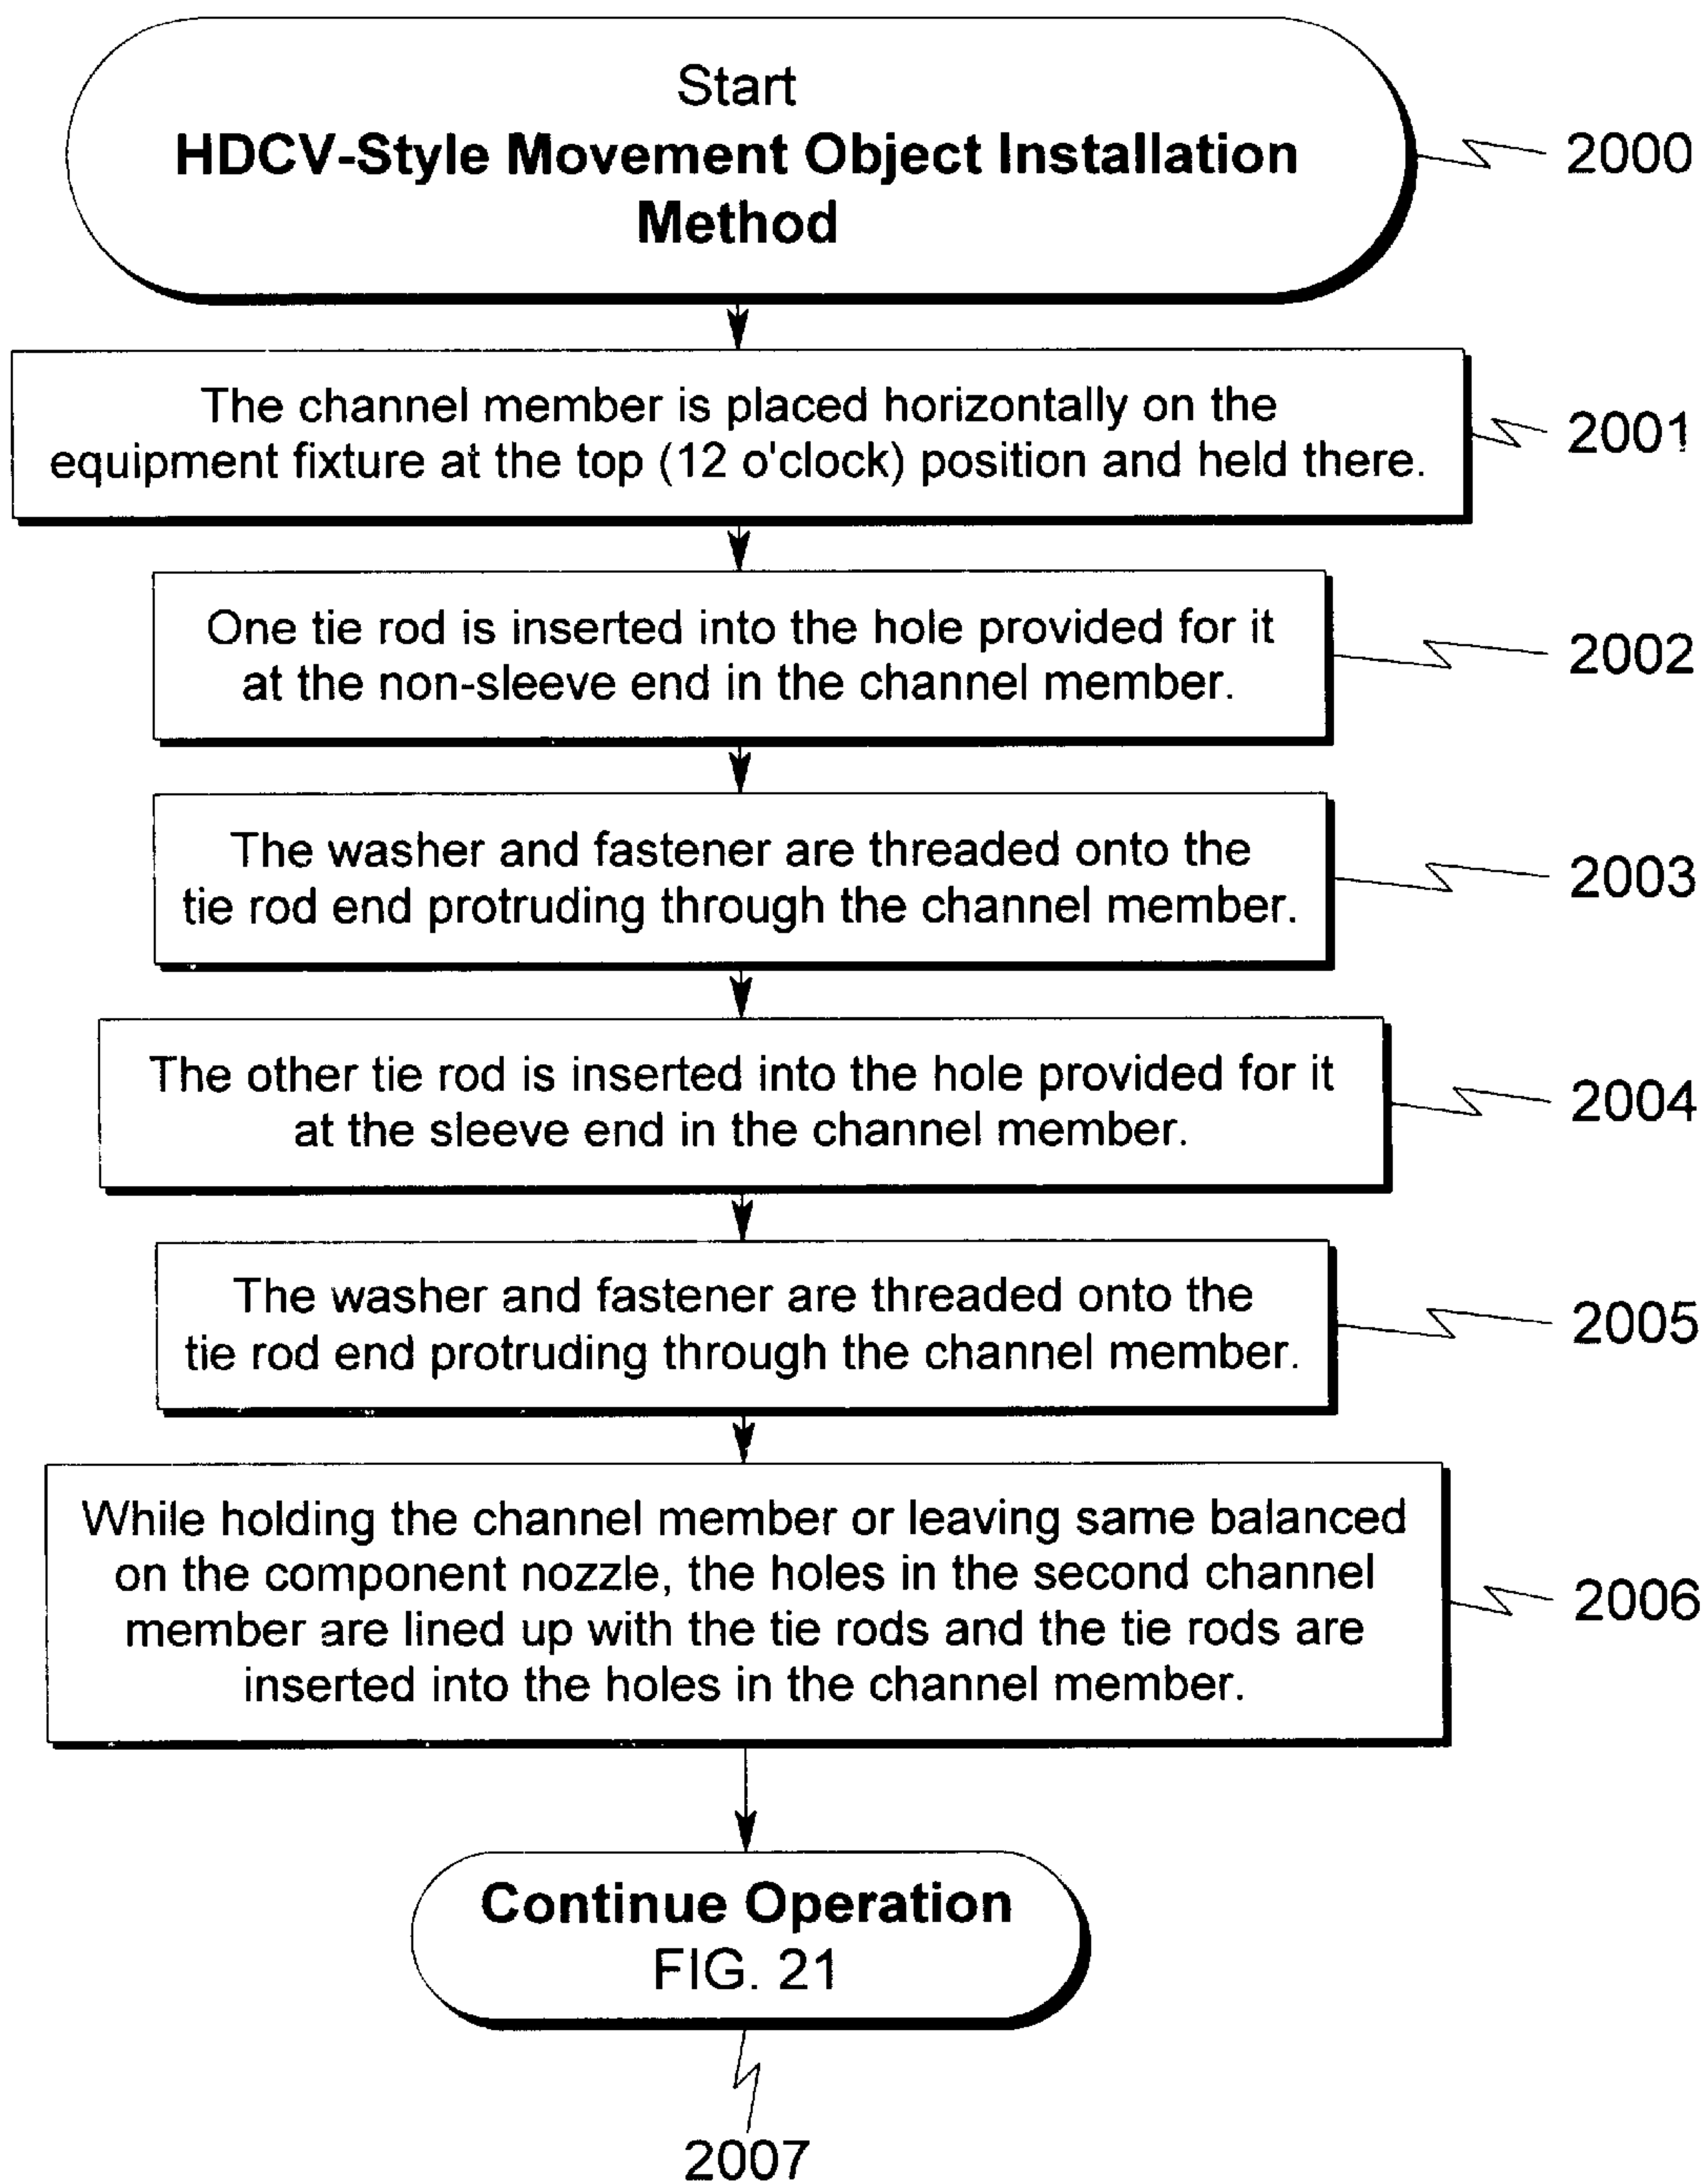 Start
HDCV-Style Movement Object Installation
Method
2000
The channel member is placed horizontally on the
equipment fixture at the top (12 o'clock) position and held there.
2001
One tie rod is inserted into the hole provided for it
at the non-sleeve end in the channel member.
2002
The washer and fastener are threaded onto the
tie rod end protruding through the channel member.
2003
The other tie rod is inserted into the hole provided for it
at the sleeve end in the channel member.
2004
The washer and fastener are threaded onto the
tie rod end protruding through the channel member.
2005
While holding the channel member or leaving same balanced
on the component nozzle, the holes in the second channel
member are lined up with the tie rods and the tie rods are
inserted into the holes in the channel member.
2006
Continue Operation
FIG. 21
2007